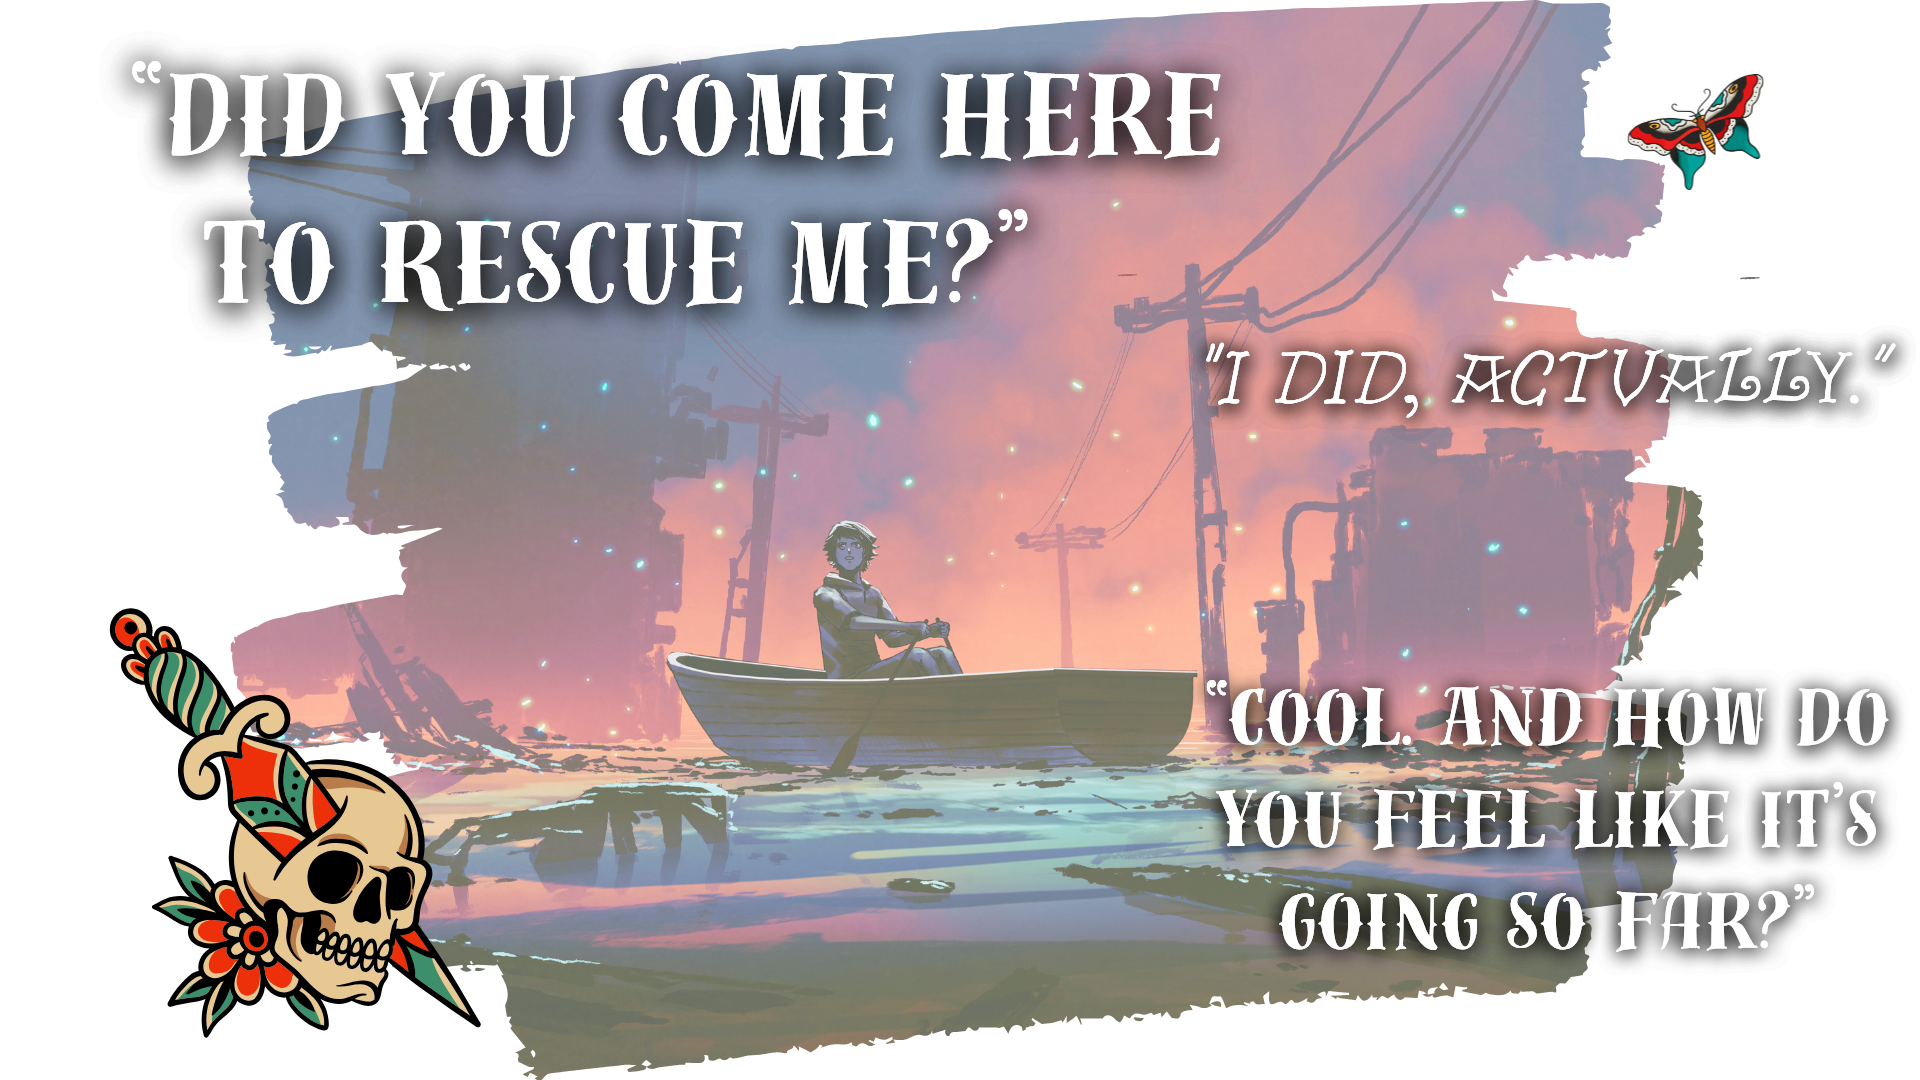 “DID YOU COME HERE
TO RESCUE ME?”
"I DID, ACTUALLY."
“COOL. AND HOW DO
YOU FEEL LIKE IT’S
GOING SO FAR?”